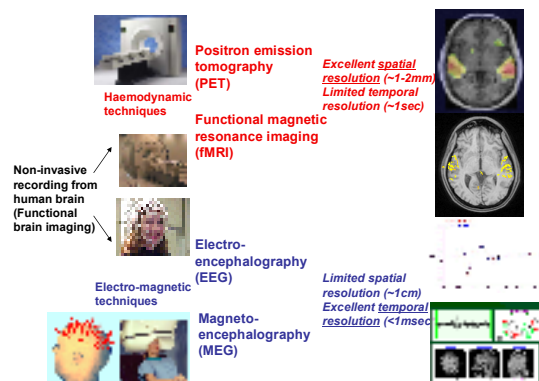 Positron emission
tomography
(PET)
Excellent spatial
resolution (~1-2mm)
Limited temporal
resolution (~1sec)
Haemodynamic
techniques
Functional magnetic
resonance imaging
(fMRI)
Non-invasive
recording from
human brain
(Functional
brain imaging)
Electro-
encephalography
(EEG)
Electro-magnetic
techniques
Limited spatial
resolution (~1cm)
Excellent temporal
resolution (<1msec
Magneto-
encephalography
(MEG)